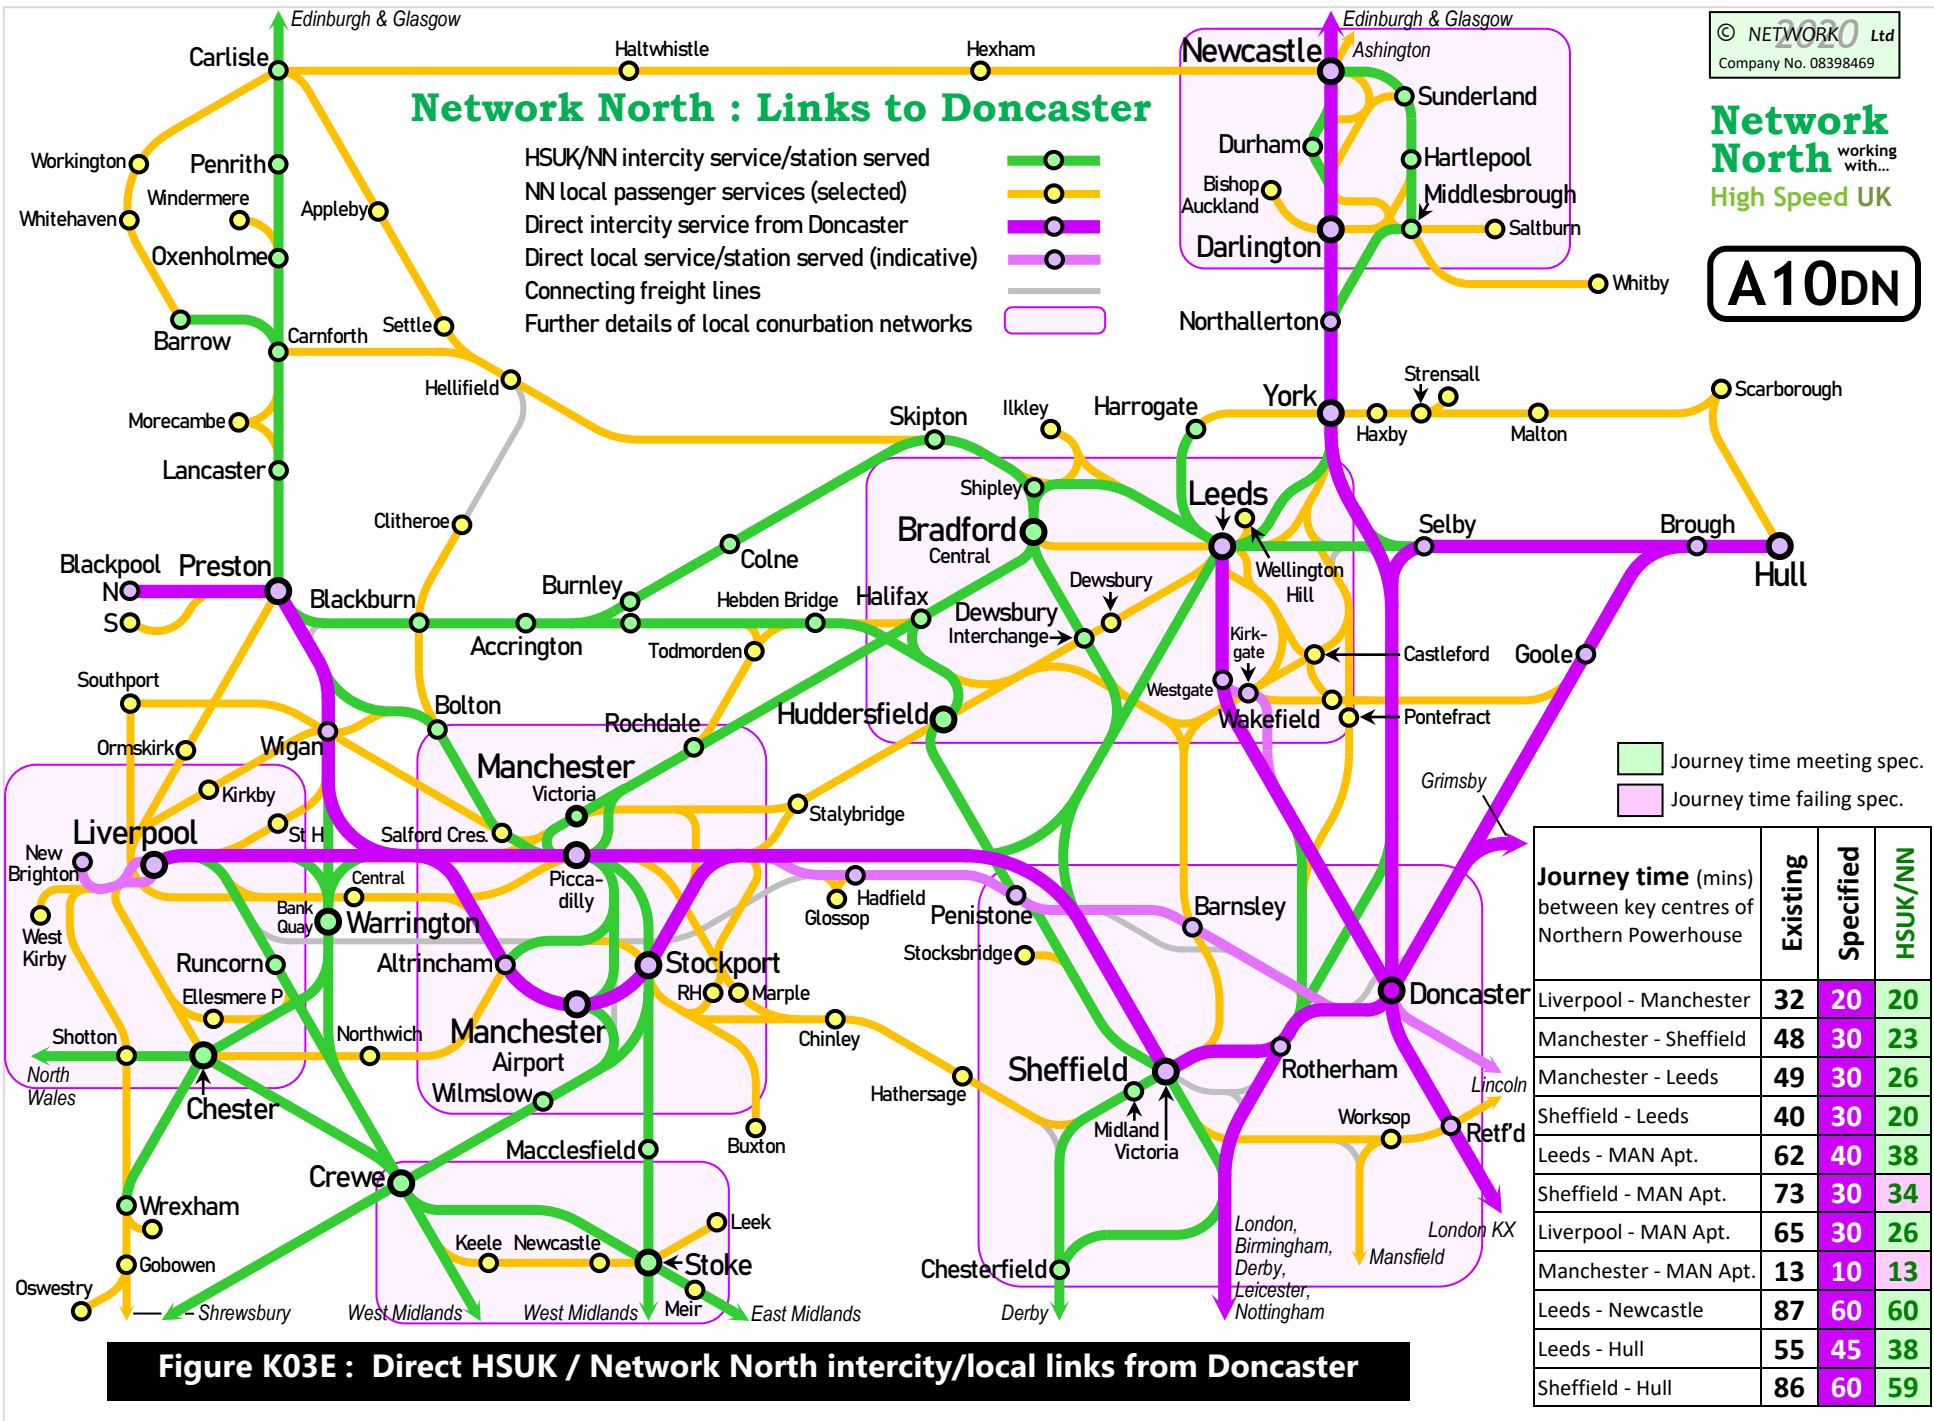 Edinburgh & Glasgow
Carlisle
Haltwhistle
Hexham
Newcastle
Edinburgh & Glasgow
Ashington
© NETWORK 2020 Ltd
Company No. 08398469
Network North : Links to Doncaster
Sunderland
Network
North working
with...
High Speed UK
Workington
Penrith
HSUK/NN intercity service/station served
Durham
Hartlepool
Windermere
NN local passenger services (selected)
Bishop
Auckland
Middlesbrough
Whitehaven
Appleby
Direct intercity service from Doncaster
Saltburn
Oxenholme
Direct local service/station served (indicative)
Darlington
A10DN
Connecting freight lines
Whitby
Further details of local conurbation networks
Northallerton
Barrow
Carnforth
Settle
Hellifield
Strensall
Scarborough
Morecambe
Skipton
Ilkley
Harrogate
York
Haxby
Malton
Lancaster
Shipley
Leeds
Clitheroe
Bradford
Central
Selby
Brough
Hull
Blackpool
N
S
Preston
Colne
Wellington
Hill
Burnley
Blackburn
Hebden Bridge
Halifax
Dewsbury
Dewsbury
Interchange
Accrington
Todmorden
Kirk-
gate
Castleford
Goole
Southport
Westgate
Bolton
Rochdale
Huddersfield
Wakefield
Pontefract
Ormskirk
Wigan
Manchester
Victoria
Journey time meeting spec.
Kirkby
Grimsby
Journey time failing spec.
Liverpool
St H
Salford Cres.
Stalybridge
New
Brighton
Picca-
dilly
Central
Hadfield
Glossop
Penistone
Barnsley
Bank
Quay
Warrington
West
Kirby
Stocksbridge
Runcorn
Altrincham
Stockport
Ellesmere P
RH
Marple
Doncaster
Shotton
Northwich
Manchester
Airport
Chinley
North
Wales
Sheffield
Rotherham
Lincoln
Chester
Wilmslow
Hathersage
Midland
Victoria
Worksop
Retf'd
Macclesfield
Buxton
Crewe
Wrexham
Leek
London,
Birmingham,
Derby,
Leicester,
Nottingham
London KX
Keele
Newcastle
Stoke
Chesterfield
Mansfield
Gobowen
Oswestry
Shrewsbury
West Midlands
West Midlands
Meir
East Midlands
Derby
Journey time (mins)
between key centres of
Northern Powerhouse
Existing
Specified
HSUK/NN
Liverpool - Manchester 32 20 20
Manchester - Sheffield 48 30 23
Manchester - Leeds 49 30 26
Sheffield - Leeds 40 30 20
Leeds - MAN Apt. 62 40 38
Sheffield - MAN Apt. 73 30 34
Liverpool - MAN Apt. 65 30 26
Manchester - MAN Apt. 13 10 13
Leeds - Newcastle 87 60 60
Leeds - Hull 55 45 38
Sheffield - Hull 86 60 59
Figure K03E : Direct HSUK / Network North intercity/local links from Doncaster